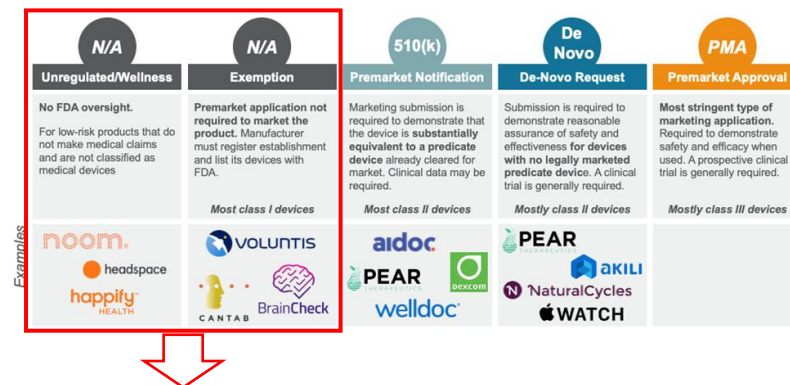 N/A
Unregulated/Wellness
No FDA oversight.
For low-risk products that do
not make medical claims
and are not classified as
medical devices
N/A
Exemption
Premarket application not
required to market the
product. Manufacturer
must register establishment
and list its devices with
FDA.
Most class I devices
510(k)
Premarket Notification
Marketing submission is
required to demonstrate that
the device is substantially
equivalent to a predicate
device already cleared for
market. Clinical data may be
required.
Most class II devices
De
Novo
De-Novo Request
Submission is required to
demonstrate reasonable
assurance of safety and
effectiveness for devices
with no legally marketed
predicate device. A clinical
trial is generally required.
Mostly class II devices
PMA
Premarket Approval
Most stringent type of
marketing application.
Required to demonstrate
safety and efficacy when
used. A prospective clinical
trial is generally required.
Mostly class III devices
Examples
noom
headspace
happify
HEALTH
VOLUNTIS
CANTAB
BrainCheck
aidoc
PEAR
THERAPEUTICS
DEXCOM
welldoc
PEAR
THERAPEUTICS
AKILI
NaturalCycles
WATCH